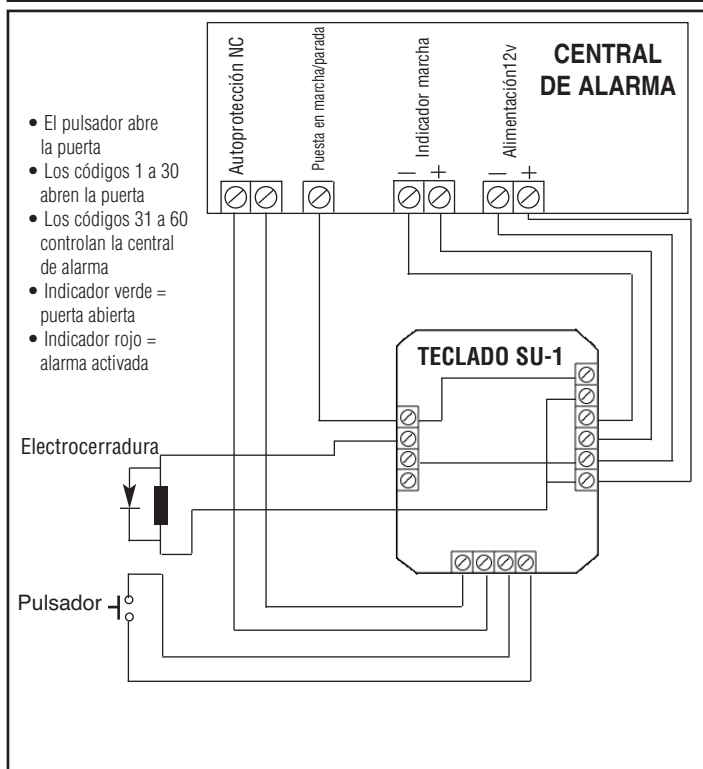 CENTRAL
DE ALARMA
Autoprotección NC
Puesta en marcha/parada
Indicador marcha
Alimentación12v
– +
– +
• El pulsador abre
la puerta
• Los códigos 1 a 30
abren la puerta
• Los códigos 31 a 60
controlan la central
de alarma
• Indicador verde =
puerta abierta
• Indicador rojo =
alarma activada
TECLADO SU-1
Electrocerradura
Pulsador